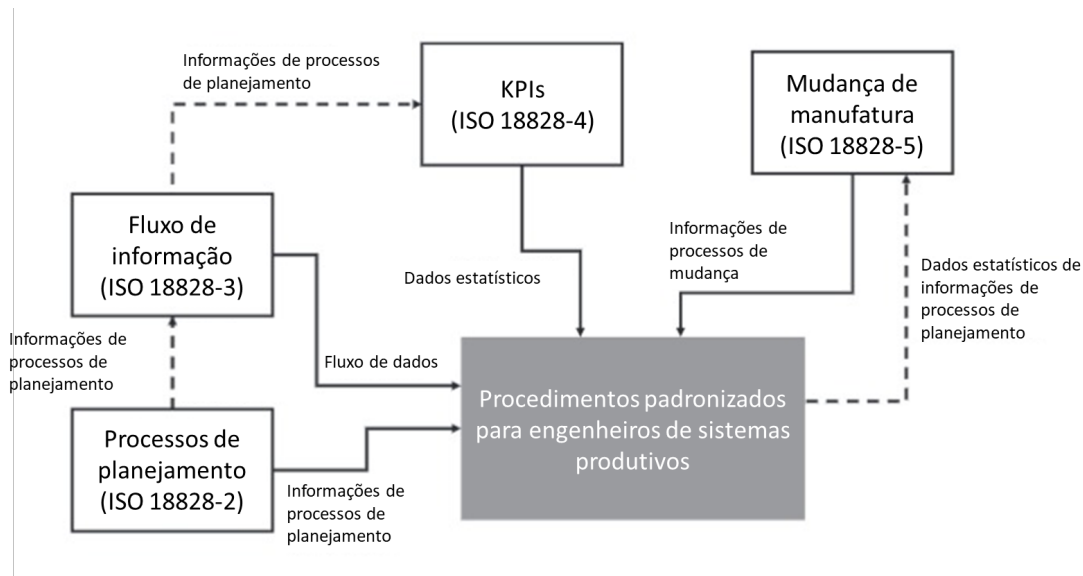 Informações de processos
de planejamento
KPIs
(ISO 18828-4)
Mudança de
manufatura
(ISO 18828-5)
Fluxo de
informação
(ISO 18828-3)
Informações de
processos de
mudança
Dados estatísticos
Dados estatísticos de
informações de
processos de
planejamento
Informações de
processos de
planejamento
Fluxo de dados
Procedimentos padronizados
para engenheiros de sistemas
produtivos
Processos de
planejamento
(ISO 18828-2)
Informações de
processos de
planejamento